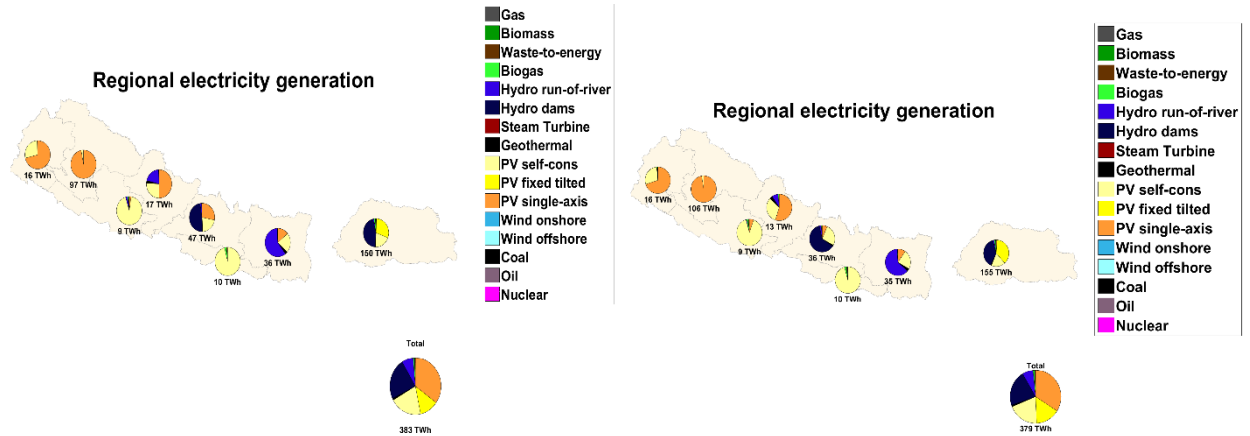 Regional electricity generation
16 TWh
97 TWh
17 TWh
9 TWh
47 TWh
10 TWh
36 TWh
150 TWh
Total
383 TWh
Gas
Biomass
Waste-to-energy
Biogas
Hydro run-of-river
Hydro dams
Steam Turbine
Geothermal
PV self-cons
PV fixed tilted
PV single-axis
Wind onshore
Wind offshore
Coal
Oil
Nuclear
Regional electricity generation
16 TWh
106 TWh
13 TWh
9 TWh
36 TWh
10 TWh
35 TWh
155 TWh
Total
379 TWh
Gas
Biomass
Waste-to-energy
Biogas
Hydro run-of-river
Hydro dams
Steam Turbine
Geothermal
PV self-cons
PV fixed tilted
PV single-axis
Wind onshore
Wind offshore
Coal
Oil
Nuclear